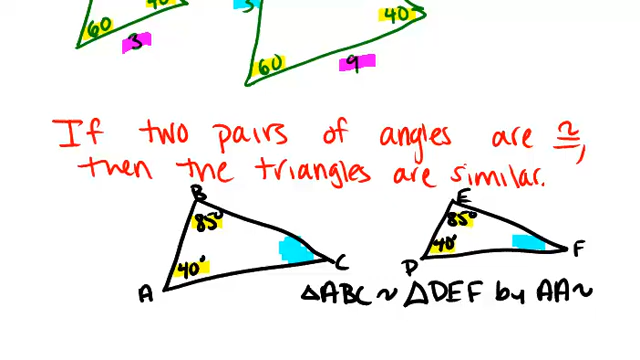 60
40
3
5
40
60
9
If two pairs of angles are ≅,
then the triangles are similar.
B
85°
40°
A
C
E
85°
40°
D
F
△ABC ~ △DEF by AA~